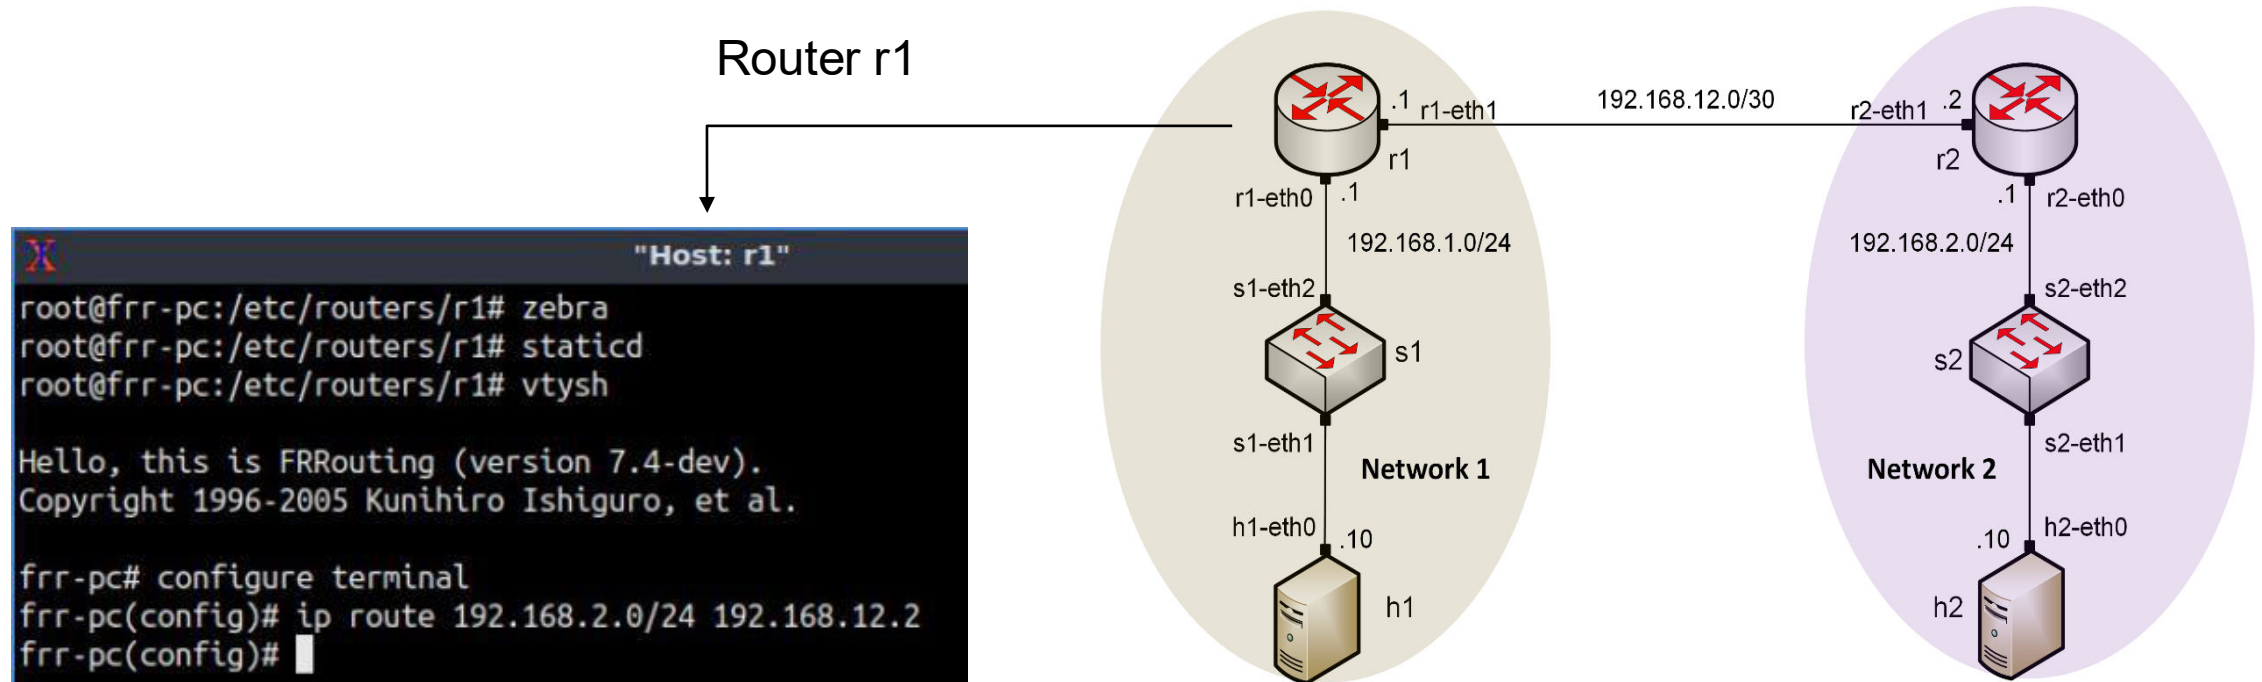 Router r1
"Host: r1"
root@frr-pc:/etc/routers/r1# zebra
root@frr-pc:/etc/routers/r1# staticd
root@frr-pc:/etc/routers/r1# vtysh
Hello, this is FRRouting (version 7.4-dev).
Copyright 1996-2005 Kunihiro Ishiguro, et al.
frr-pc# configure terminal
frr-pc(config)# ip route 192.168.2.0/24 192.168.12.2
frr-pc(config)#
.1
r1-eth1
192.168.12.0/30
r2-eth1
.2
r1
r2
r1-eth0
.1
.1
r2-eth0
192.168.1.0/24
192.168.2.0/24
s1-eth2
s2-eth2
s1
s2
s1-eth1
s2-eth1
Network 1
Network 2
h1-eth0
.10
.10
h2-eth0
h1
h2